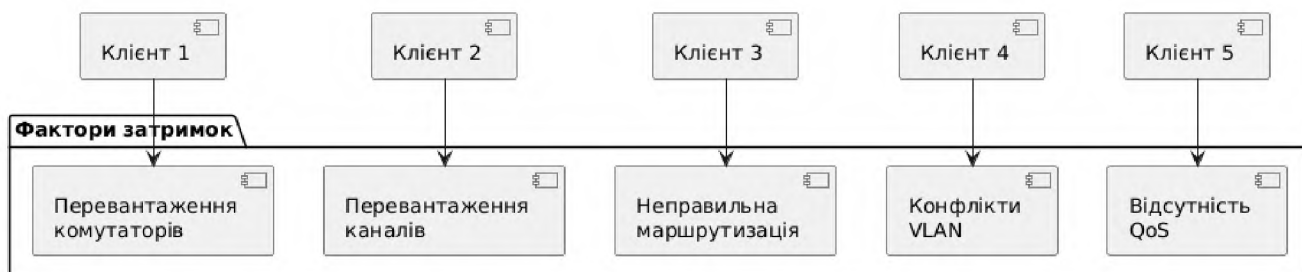 Клієнт 1
Клієнт 2
Клієнт 3
Клієнт 4
Клієнт 5
Фактори затримок
Перевантаження
комутаторів
Перевантаження
каналів
Неправильна
маршрутизація
Конфлікти
VLAN
Відсутність
QoS